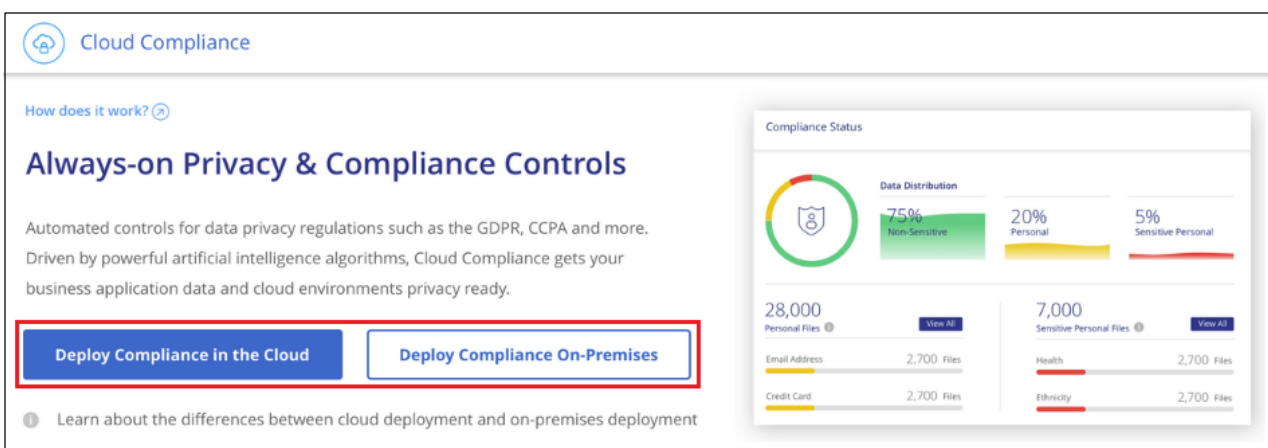 Cloud Compliance
How does it work?
Always-on Privacy & Compliance Controls
Automated controls for data privacy regulations such as the GDPR, CCPA and more.
Driven by powerful artificial intelligence algorithms, Cloud Compliance gets your
business application data and cloud environments privacy ready.
Deploy Compliance in the Cloud
Deploy Compliance On-Premises
Learn about the differences between cloud deployment and on-premises deployment
Compliance Status
Data Distribution
75%
Non-Sensitive
20%
Personal
5%
Sensitive Personal
28,000
Personal Files
View All
Email Address 2,700 Files
Credit Card 2,700 Files
7,000
Sensitive Personal Files
View All
Health 2,700 Files
Ethnicity 2,700 Files